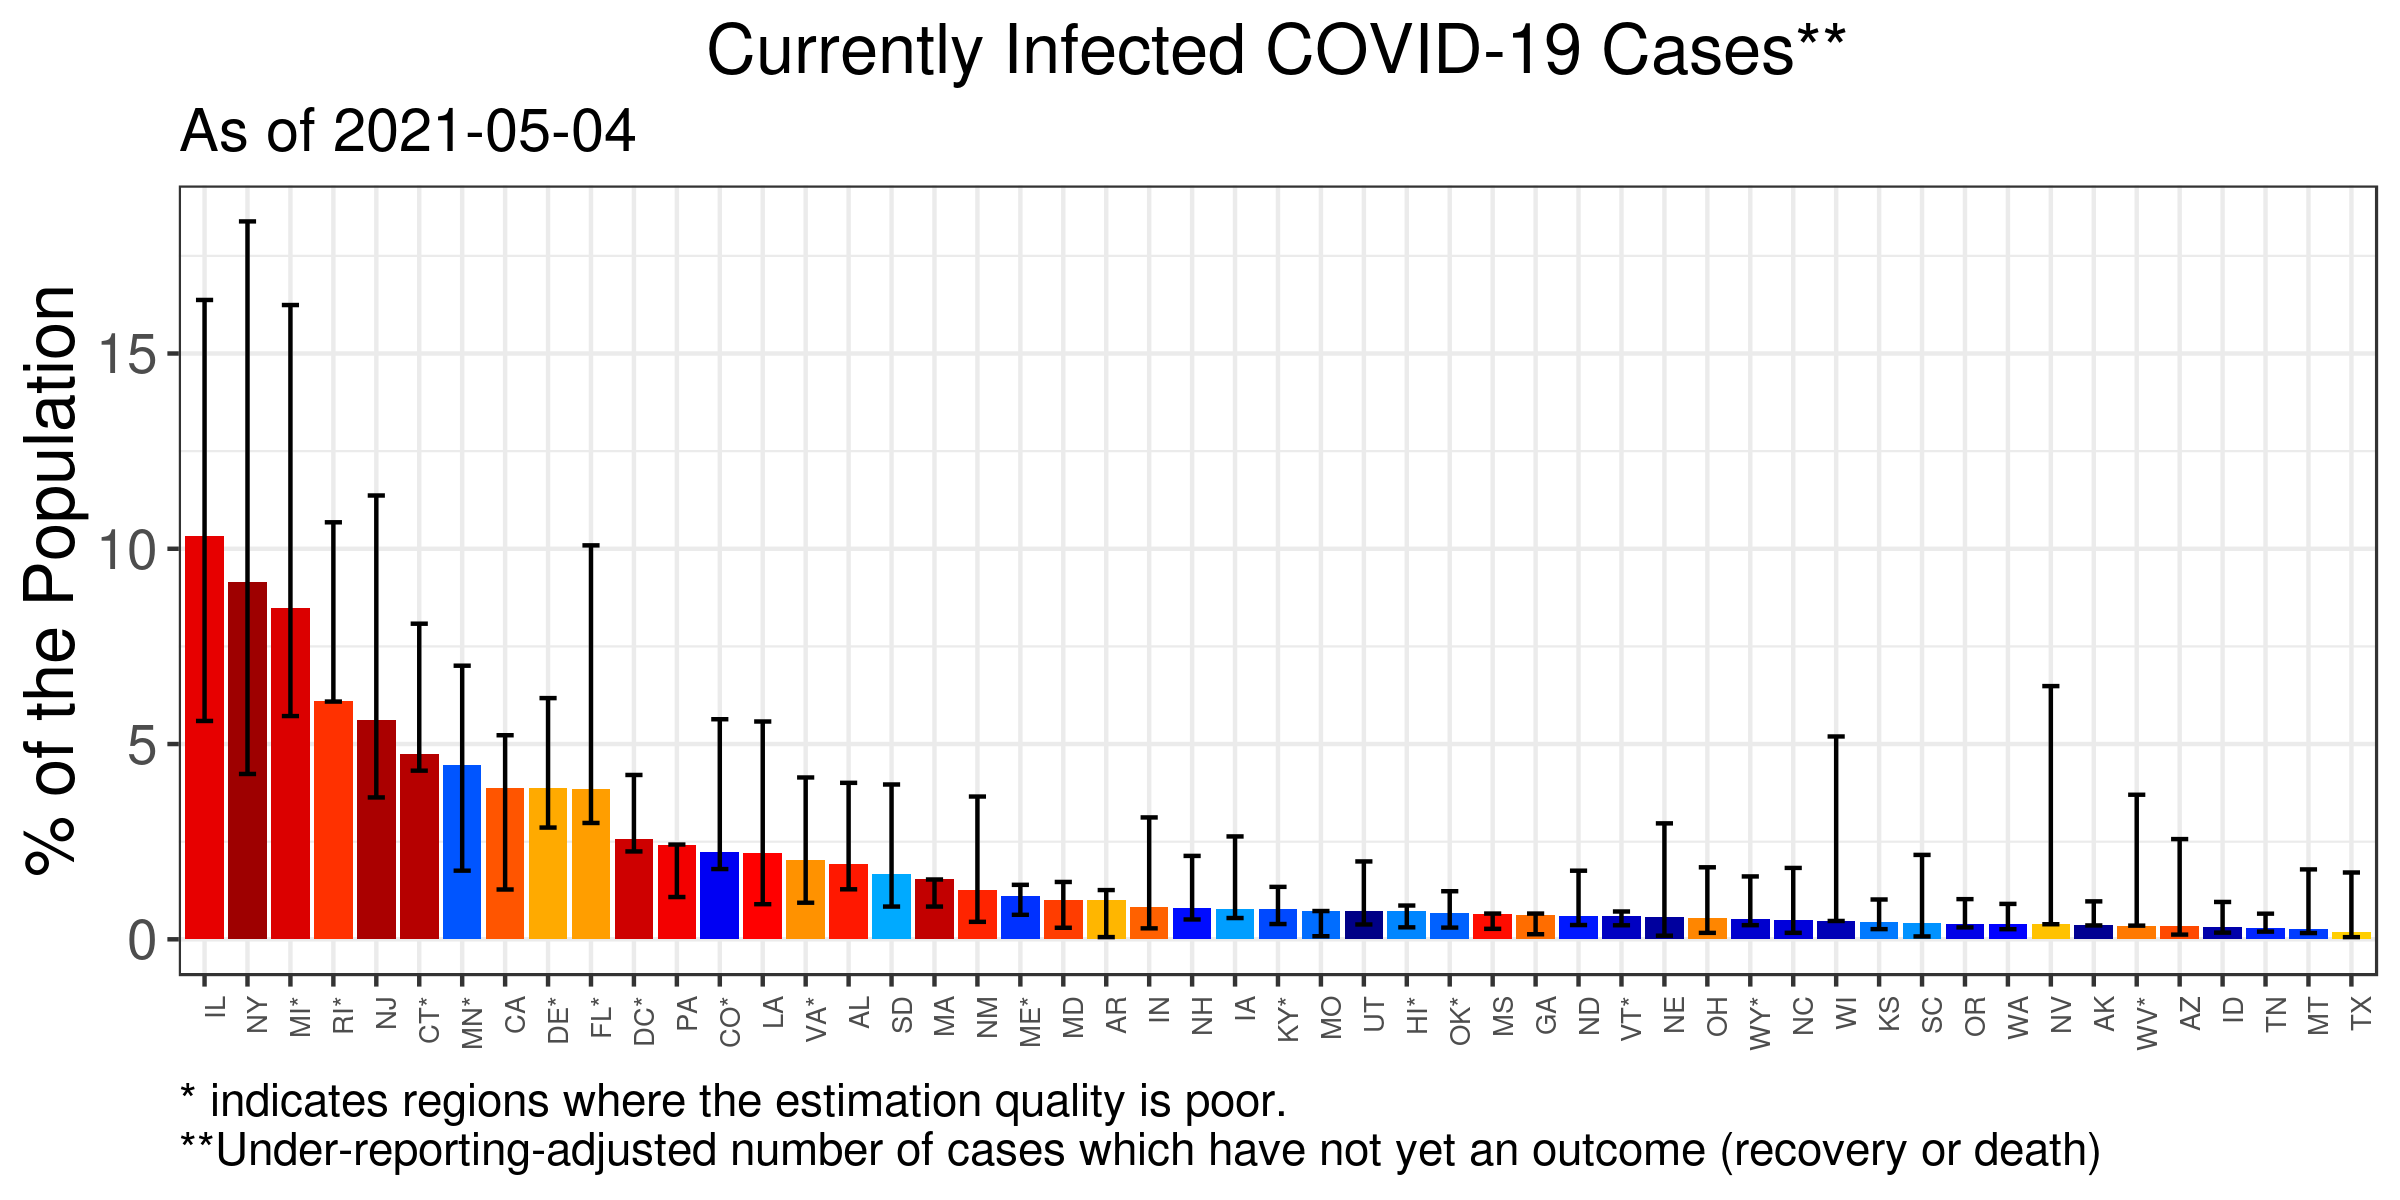 Currently Infected COVID-19 Cases**
As of 2021-05-04
% of the Population
15
10
5
0
IL NY MI* RI* NJ CT* MN* CA DE* FL* DC* PA CO* LA VA* AL SD MA NM ME* MD AR IN NH IA KY* MO UT HI* OK* MS GA ND VT* NE OH WY* NC WI KS SC OR WA NV AK WV* AZ ID TN MT TX
* indicates regions where the estimation quality is poor.
**Under-reporting-adjusted number of cases which have not yet an outcome (recovery or death)